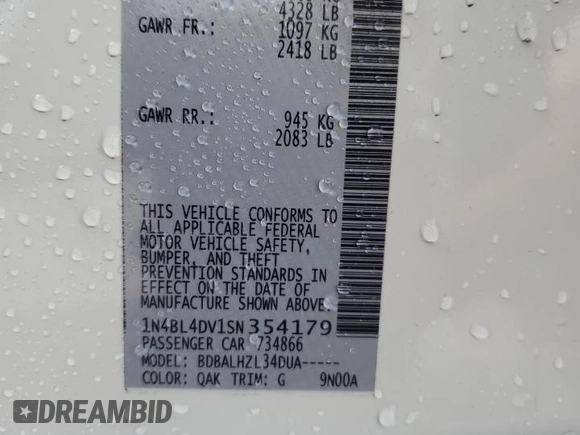 4328 LB
GAWR FR.: 1097 KG
2418 LB
GAWR RR.: 945 KG
2083 LB
THIS VEHICLE CONFORMS TO
ALL APPLICABLE FEDERAL
MOTOR VEHICLE SAFETY,
BUMPER, AND THEFT
PREVENTION STANDARDS IN
EFFECT ON THE DATE OF
MANUFACTURE SHOWN ABOVE.
1N4BL4DV1SN354179
PASSENGER CAR 734866
MODEL: BDBALHZL34DUA-----
COLOR: QAK TRIM: G 9N00A
DREAMBID